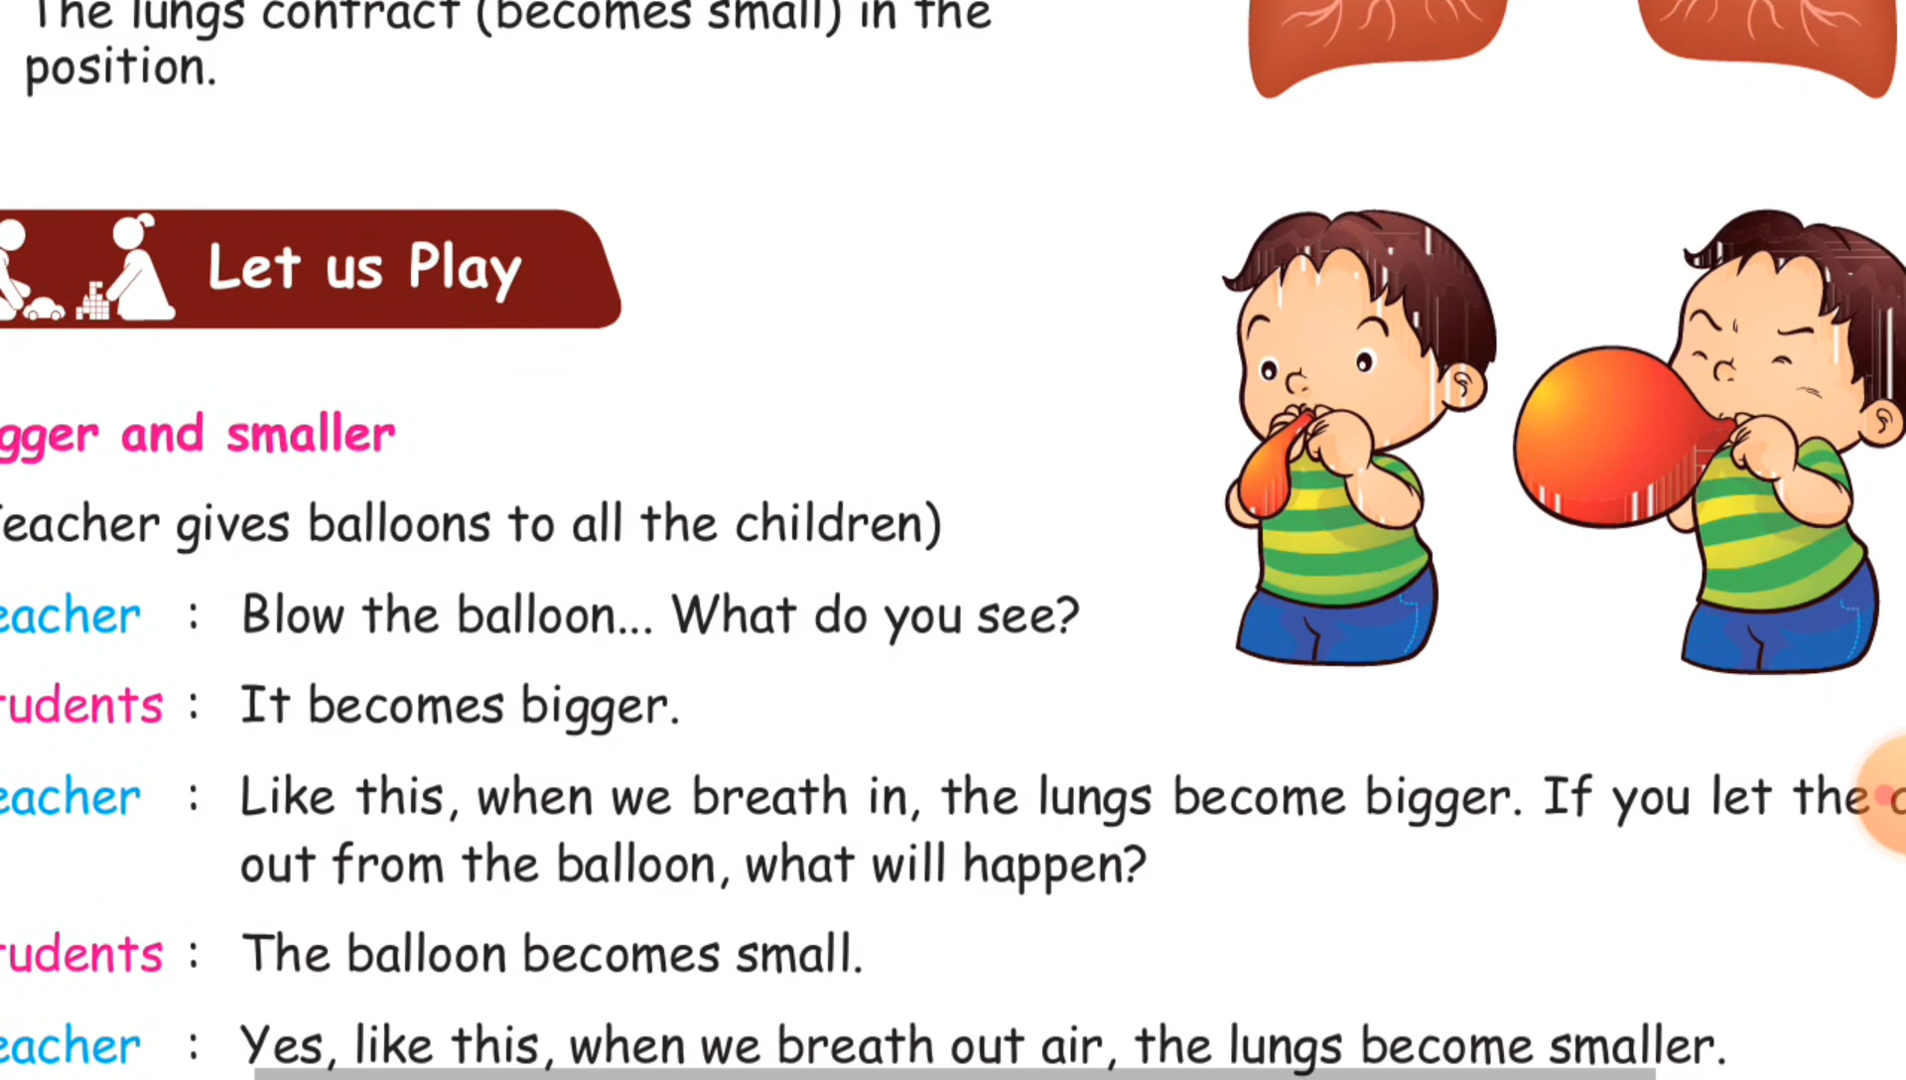 The lungs contract (becomes small) in the
position.
Let us Play
gger and smaller
eacher gives balloons to all the children)
eacher : Blow the balloon... What do you see?
tudents : It becomes bigger.
eacher : Like this, when we breath in, the lungs become bigger. If you let the
out from the balloon, what will happen?
tudents : The balloon becomes small.
eacher : Yes, like this, when we breath out air, the lungs become smaller.